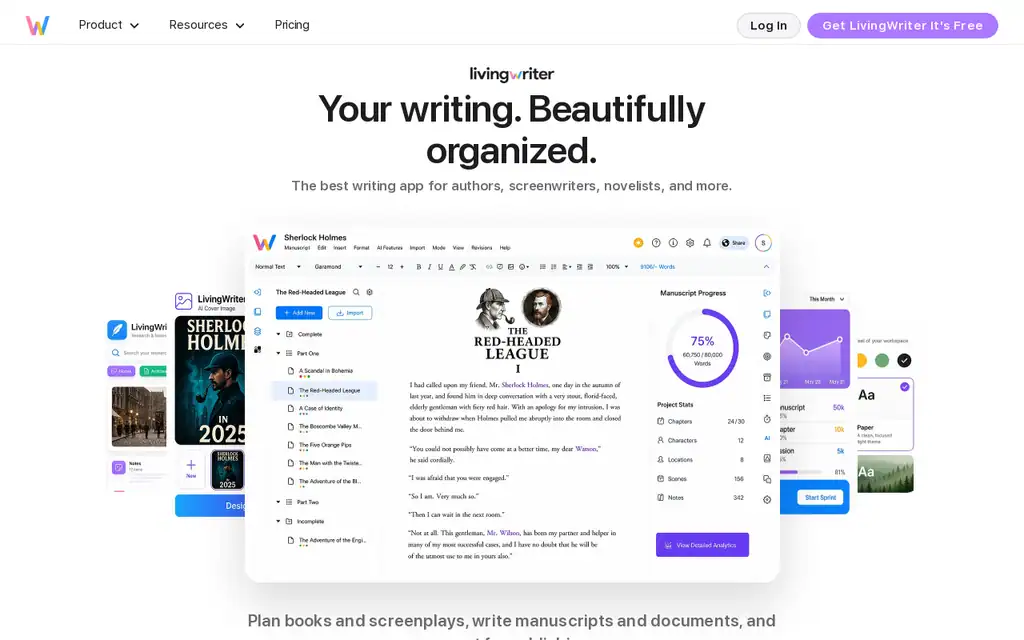 Product
Resources
Pricing
Log In
Get LivingWriter It's Free
livingwriter
Your writing. Beautifully
organized.
The best writing app for authors, screenwriters, novelists, and more.
Sherlock Holmes
Manuscript Edit Insert Format AI Features Import Mode View Revisions Help
Share
S
Normal Text
Garamond
12
B I U A
100%
Words
The Red-Headed League
+ Add New
Import
Complete
Part One
A Scandal in Bohemia
The Red-Headed League
A Case of Identity
The Boscombe Valley M...
The Five Orange Pips
The Man with the Twiste...
The Adventure of the Bl...
Part Two
Incomplete
The Adventure of the Engi...
THE
RED-HEADED
LEAGUE
I
I had called upon my friend, Mr. Sherlock Holmes, one day in the autumn of
last year, and found him in deep conversation with a very stout, florid-faced,
elderly gentleman with fiery red hair. With an apology for my intrusion, I was
about to withdraw when Holmes pulled me abruptly into the room and closed
the door behind me.
"You could not possibly have come at a better time, my dear Watson,"
he said cordially.
"I was afraid that you were engaged."
"So I am. Very much so."
"Then I can wait in the next room."
"Not at all. This gentleman, Mr. Wilson, has been my partner and helper in
many of my most successful cases, and I have no doubt that he will be
of the utmost use to me in yours also."
Manuscript Progress
75%
60,750 / 80,000
Words
Project Stats
Chapters 24/30
Characters 12
Locations 8
Scenes 156
Notes 342
View Detailed Analytics
AI
LivingWri
Search your
Notes
LivingWriter
AI Cover Image
SHERLOCK
HOLMES
IN
2025
+
New
Desig
This Month
nuscript 50k
apter 10k
ssion 5k
81%
Start Sprint
eel of your workspace
Aa
Paper
Aa
Plan books and screenplays, write manuscripts and documents, and